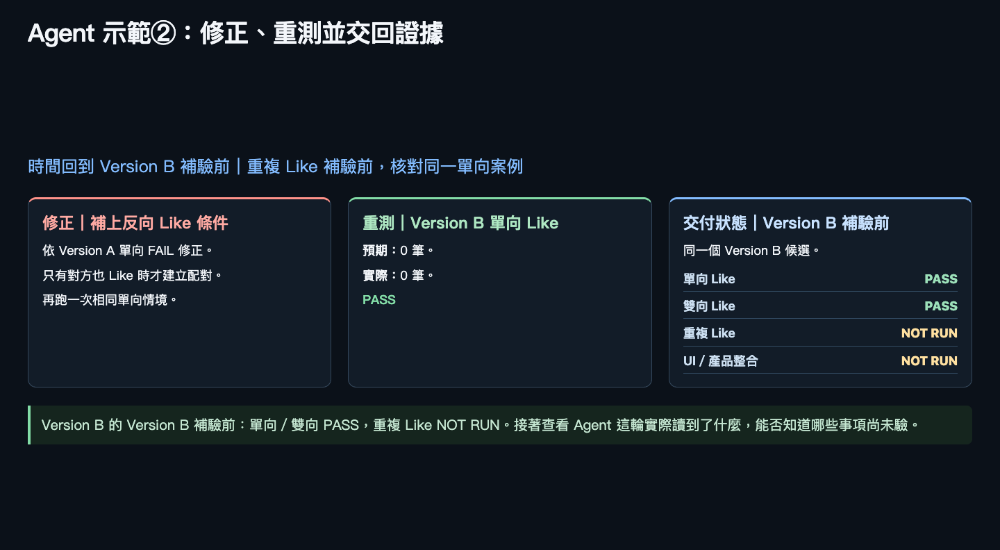 Agent 示範②：修正、重測並交回證據
時間回到 Version B 補驗前｜重複 Like 補驗前，核對同一單向案例
修正｜補上反向 Like 條件
依 Version A 單向 FAIL 修正。
只有對方也 Like 時才建立配對。
再跑一次相同單向情境。
重測｜Version B 單向 Like
預期：0 筆。
實際：0 筆。
PASS
交付狀態｜Version B 補驗前
同一個 Version B 候選。
單向 Like PASS
雙向 Like PASS
重複 Like NOT RUN
UI / 產品整合 NOT RUN
Version B 的 Version B 補驗前：單向 / 雙向 PASS，重複 Like NOT RUN。接著查看 Agent 這輪實際讀到了什麼，能否知道哪些事項尚未驗。